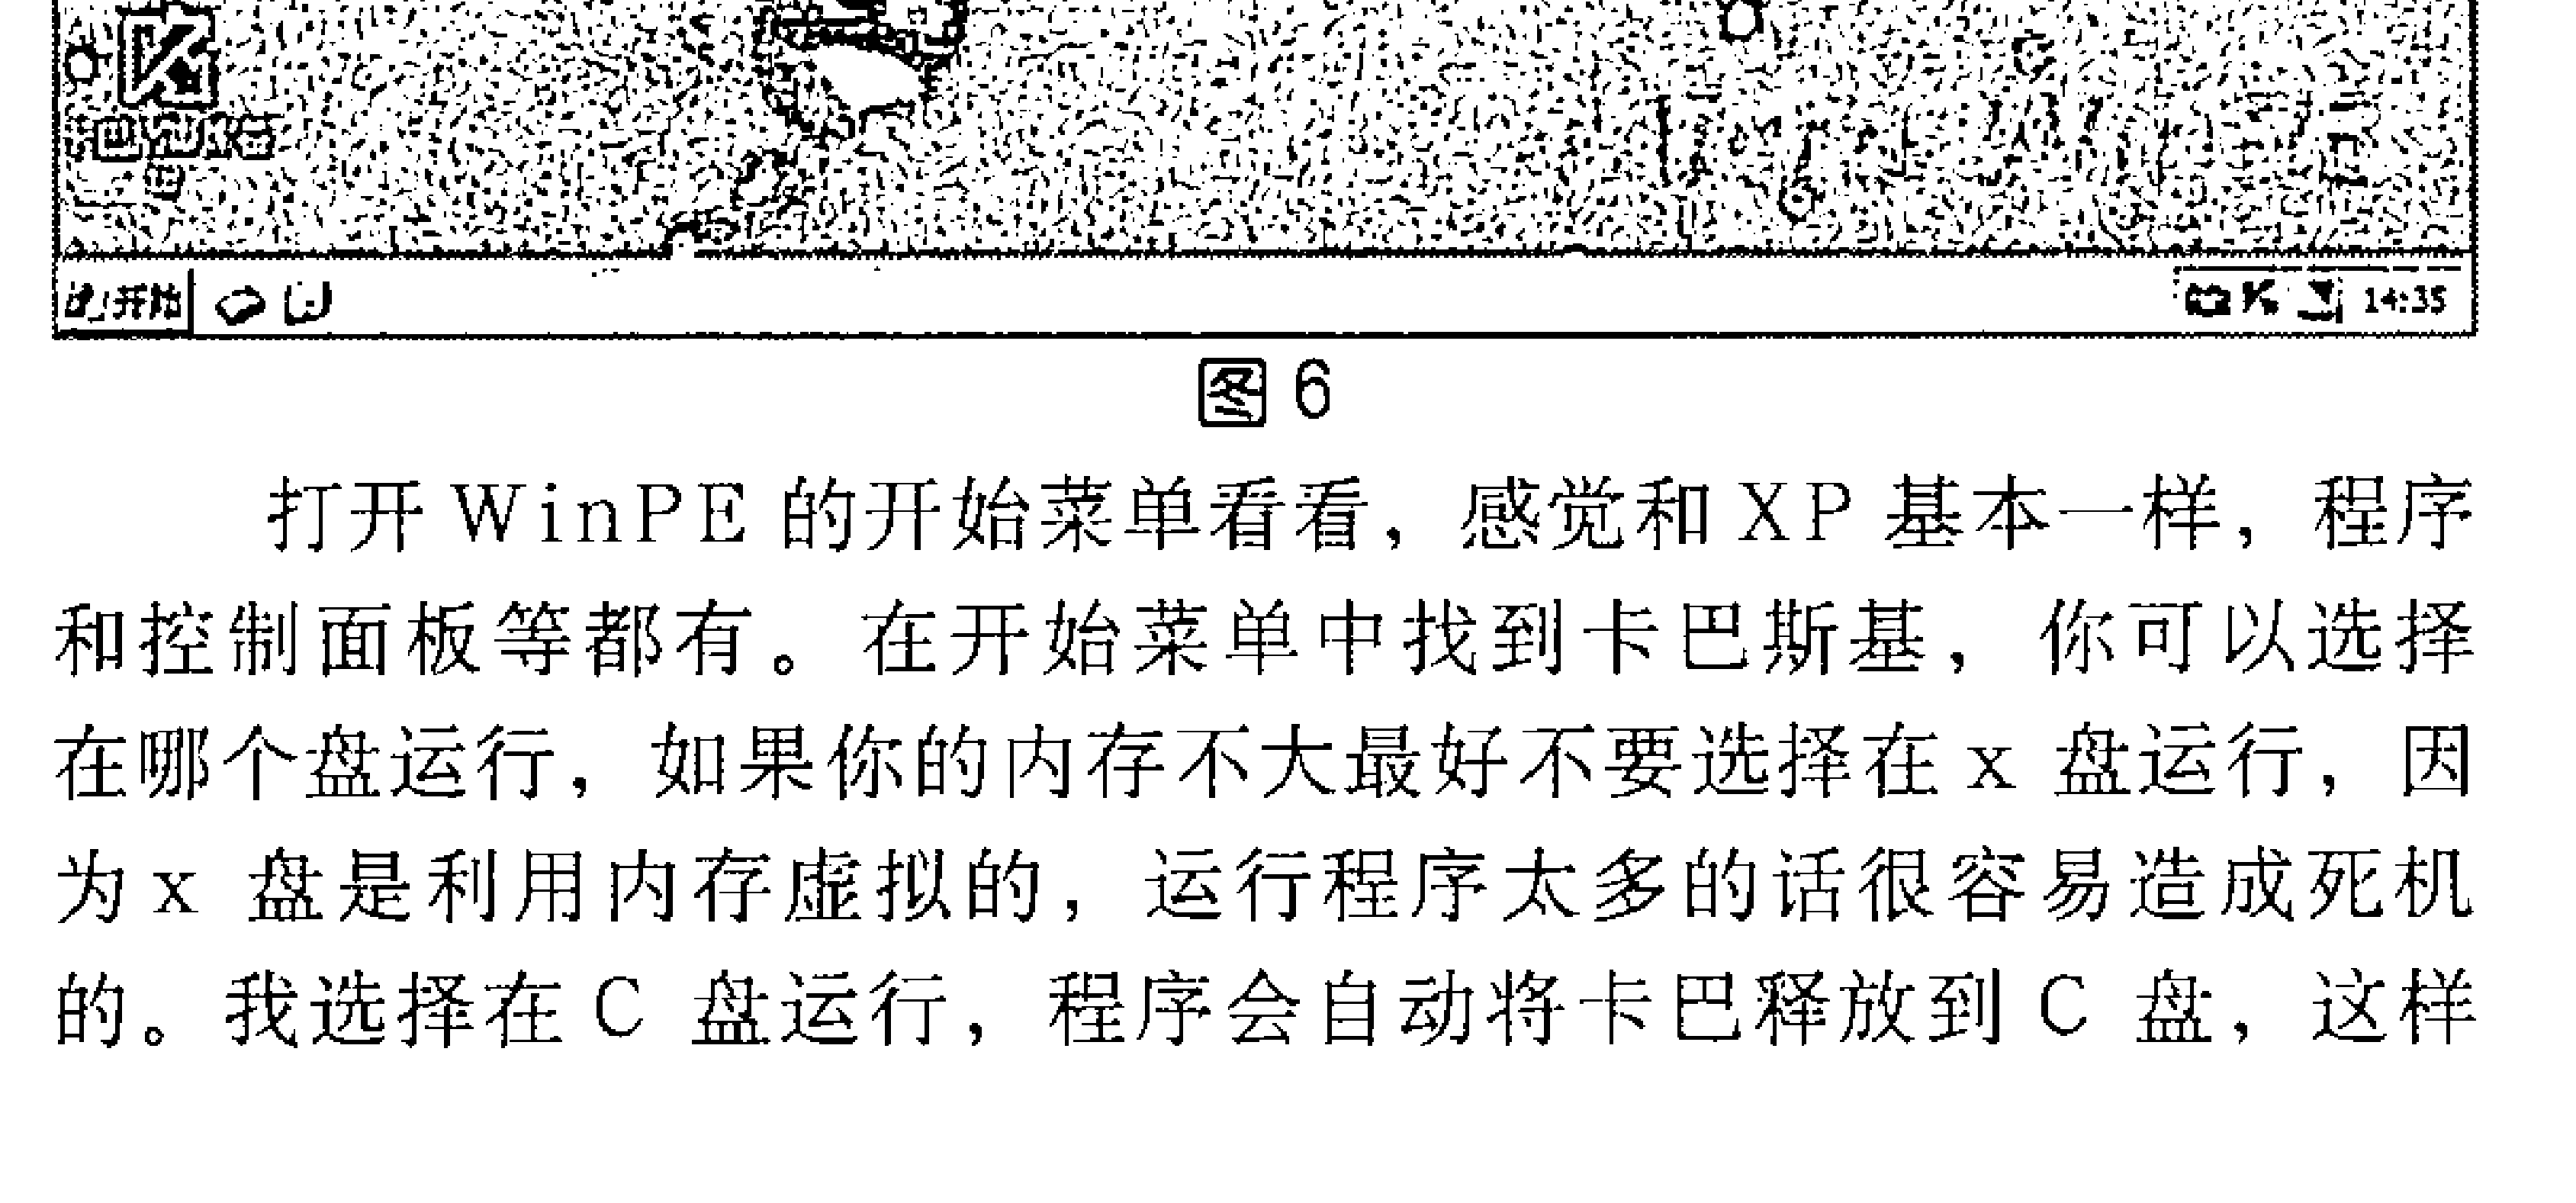 开始
14:35
图 6
打开 WinPE 的开始菜单看看，感觉和 XP 基本一样，程序
和控制面板等都有。在开始菜单中找到卡巴斯基，你可以选择
在哪个盘运行，如果你的内存不大最好不要选择在 x 盘运行，因
为 x 盘是利用内存虚拟的，运行程序太多的话很容易造成死机
的。我选择在 C 盘运行，程序会自动将卡巴释放到 C 盘，这样